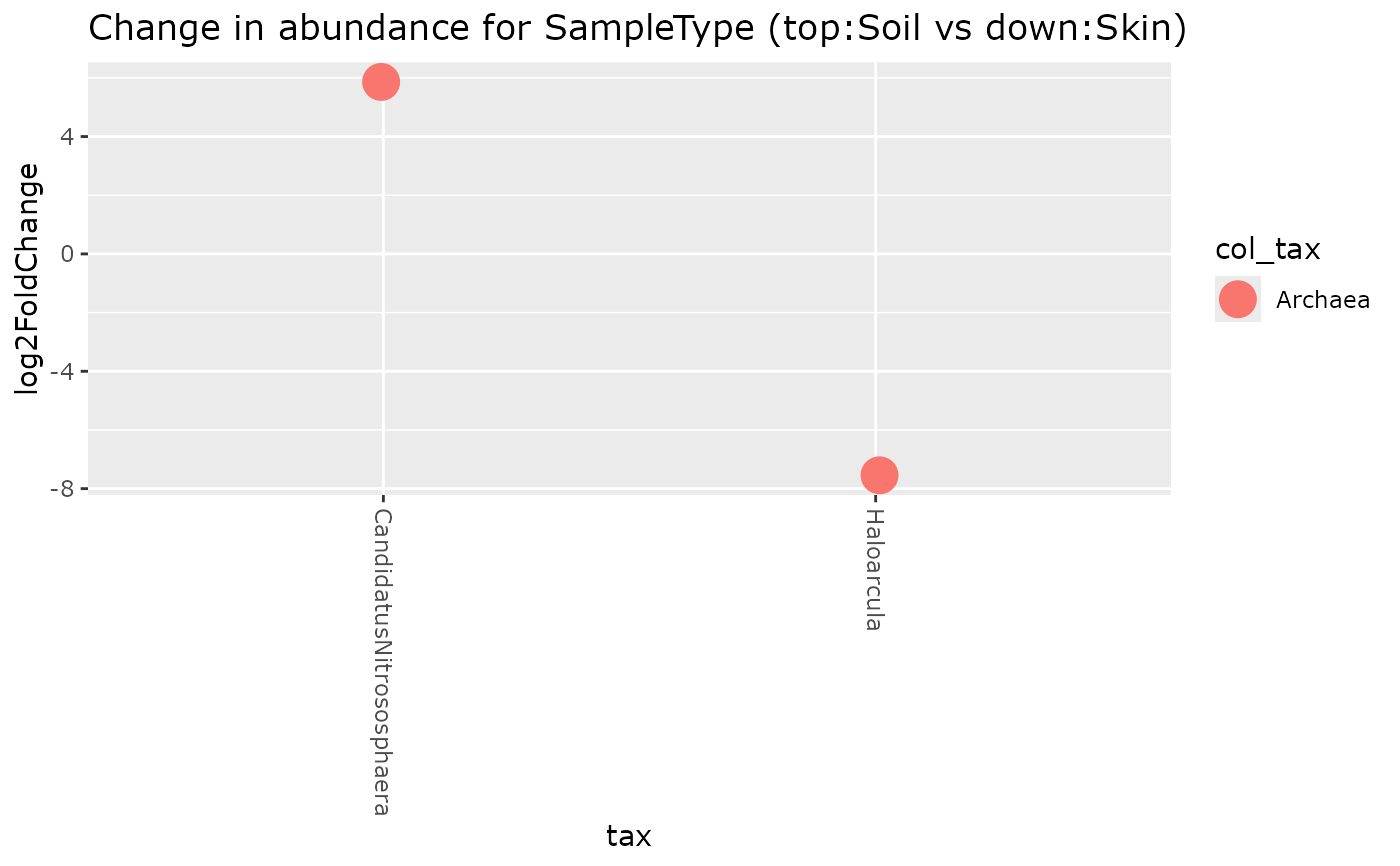 Change in abundance for SampleType (top:Soil vs down:Skin)
log2FoldChange
4
0
-4
-8
CandidatusNitrososphaera
Haloarcula
tax
col_tax
Archaea